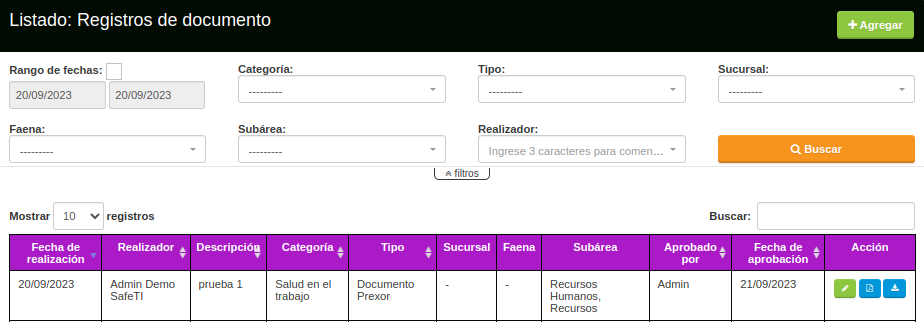 Listado: Registros de documento
Agregar
Rango de fechas: Categoría: Tipo: Sucursal:
20/09/2023 20/09/2023 --------- --------- ---------
Faena: Subárea: Realizador:
--------- --------- Ingrese 3 caracteres para comen... Buscar
filtros
Mostrar 10 registros Buscar:
Fecha de realización Realizador Descripción Categoría Tipo Sucursal Faena Subárea Aprobado por Fecha de aprobación Acción
20/09/2023 Admin Demo prueba 1 Salud en el Documento - - Recursos Admin 21/09/2023
SafeTI trabajo Prexor Humanos,
Recursos